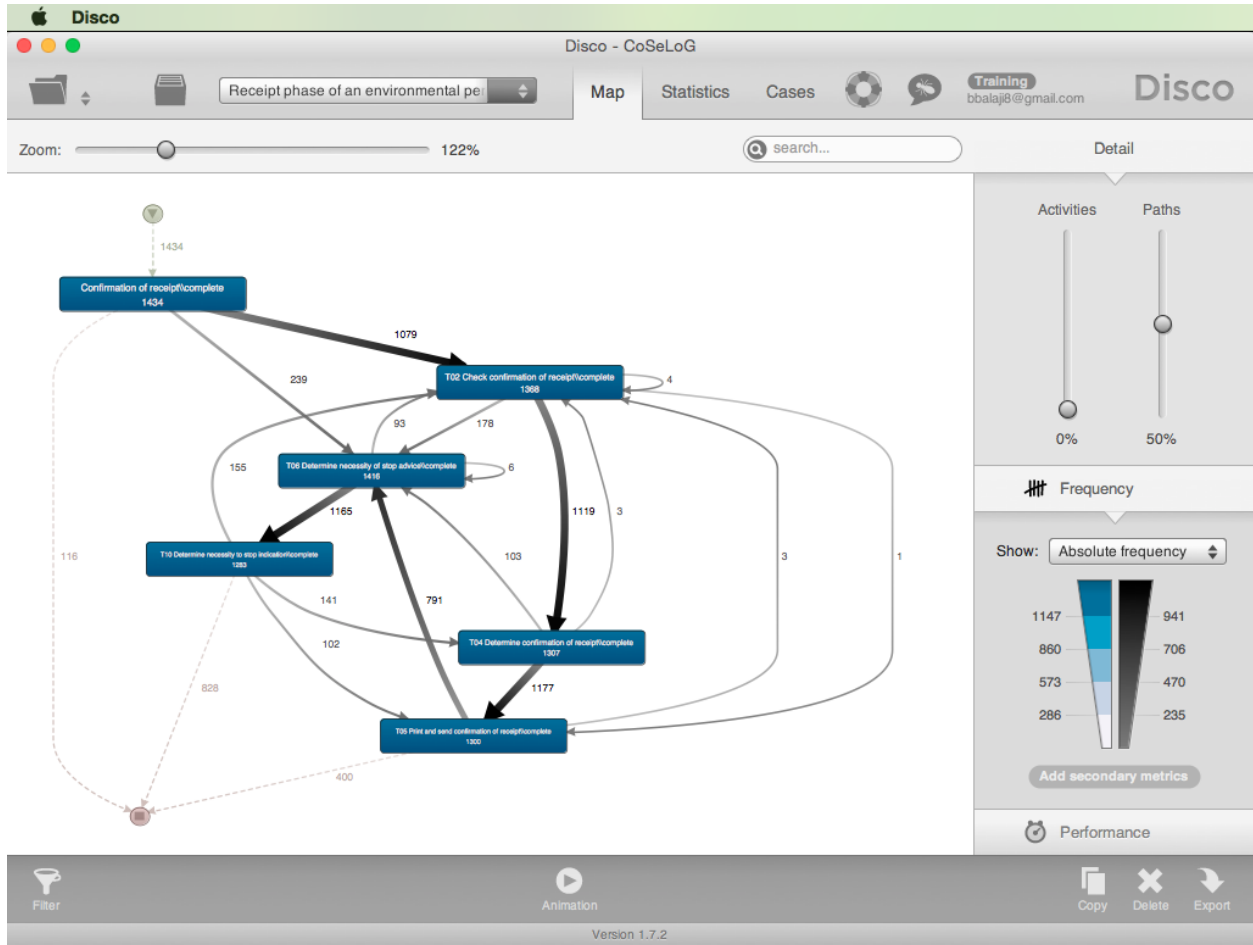 Disco
Disco - CoSeLoG
Receipt phase of an environmental per
Map
Statistics
Cases
Training
bbalaji8@gmail.com
Disco
Zoom:
122%
search...
Detail
Activities
Paths
0%
50%
Frequency
Show:
Absolute frequency
1147
941
860
706
573
470
286
235
Add secondary metrics
Performance
1434
Confirmation of receipt\\complete
1434
1079
239
T02 Check confirmation of receipt\\complete
1368
4
93
178
T06 Determine necessity of stop advice\\complete
1416
6
155
1165
1119
3
116
T10 Determine necessity to stop indication\\complete
1283
103
3
1
141
791
102
T04 Determine confirmation of receipt\\complete
1307
1177
828
T05 Print and send confirmation of receipt\\complete
1300
400
Filter
Animation
Copy
Delete
Export
Version 1.7.2